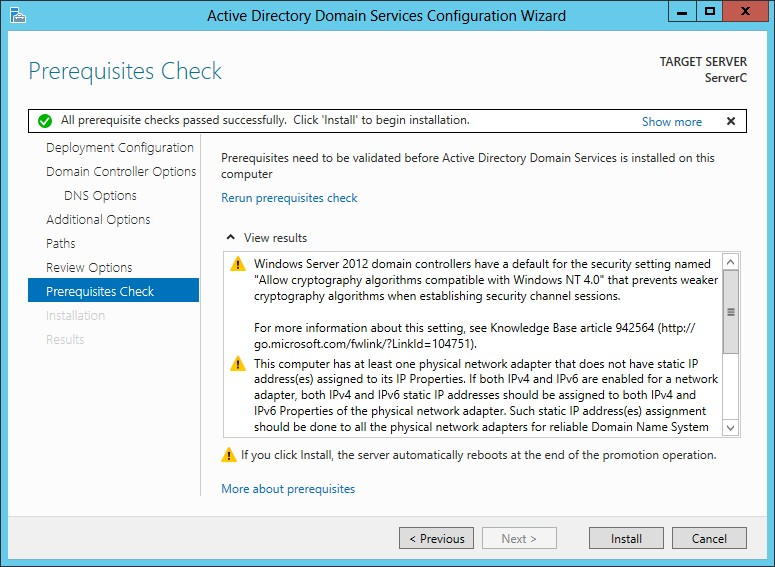 Active Directory Domain Services Configuration Wizard
Prerequisites Check
TARGET SERVER
ServerC
All prerequisite checks passed successfully.  Click 'Install' to begin installation.
Show more
Deployment Configuration
Domain Controller Options
DNS Options
Additional Options
Paths
Review Options
Prerequisites Check
Installation
Results
Prerequisites need to be validated before Active Directory Domain Services is installed on this
computer
Rerun prerequisites check
View results
Windows Server 2012 domain controllers have a default for the security setting named
"Allow cryptography algorithms compatible with Windows NT 4.0" that prevents weaker
cryptography algorithms when establishing security channel sessions.
For more information about this setting, see Knowledge Base article 942564 (http://
go.microsoft.com/fwlink/?LinkId=104751).
This computer has at least one physical network adapter that does not have static IP
address(es) assigned to its IP Properties. If both IPv4 and IPv6 are enabled for a network
adapter, both IPv4 and IPv6 static IP addresses should be assigned to both IPv4 and
IPv6 Properties of the physical network adapter. Such static IP address(es) assignment
should be done to all the physical network adapters for reliable Domain Name System
If you click Install, the server automatically reboots at the end of the promotion operation.
More about prerequisites
< Previous
Next >
Install
Cancel